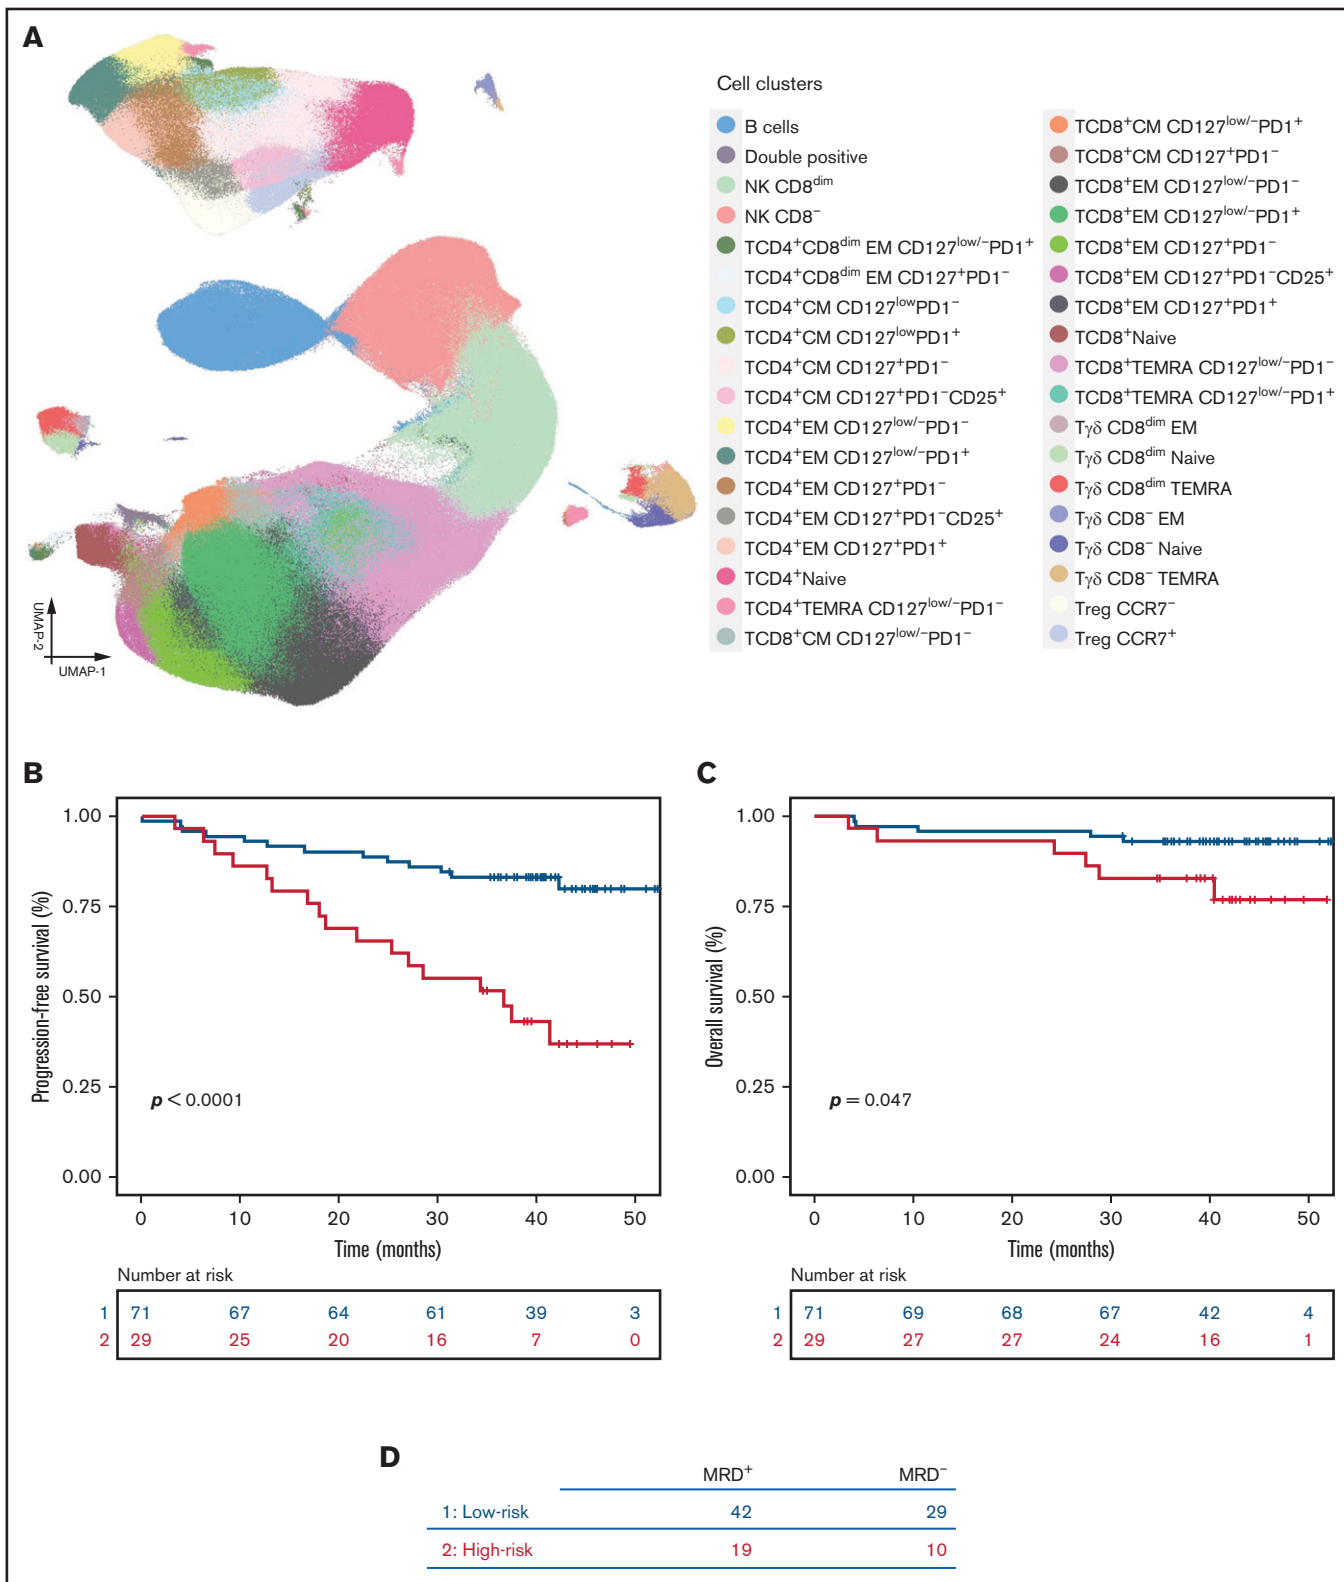 A
Cell clusters
B cells
Double positive
NK CD8dim
NK CD8−
TCD4+CD8dim EM CD127low/−PD1+
TCD4+CD8dim EM CD127+PD1−
TCD4+CM CD127lowPD1−
TCD4+CM CD127lowPD1+
TCD4+CM CD127+PD1−
TCD4+CM CD127+PD1−CD25+
TCD4+EM CD127low/−PD1−
TCD4+EM CD127low/−PD1+
TCD4+EM CD127+PD1−
TCD4+EM CD127+PD1−CD25+
TCD4+EM CD127+PD1+
TCD4+Naive
TCD4+TEMRA CD127low/−PD1−
TCD8+CM CD127low/−PD1−
TCD8+CM CD127low/−PD1+
TCD8+CM CD127+PD1−
TCD8+EM CD127low/−PD1−
TCD8+EM CD127low/−PD1+
TCD8+EM CD127+PD1−
TCD8+EM CD127+PD1−CD25+
TCD8+EM CD127+PD1+
TCD8+Naive
TCD8+TEMRA CD127low/−PD1−
TCD8+TEMRA CD127low/−PD1+
Tγδ CD8dim EM
Tγδ CD8dim Naive
Tγδ CD8dim TEMRA
Tγδ CD8− EM
Tγδ CD8− Naive
Tγδ CD8− TEMRA
Treg CCR7−
Treg CCR7+
UMAP-2
UMAP-1
B
Progression-free survival (%)
1.00
0.75
0.50
0.25
0.00
p < 0.0001
0 10 20 30 40 50
Time (months)
Number at risk
1 71 67 64 61 39 3
2 29 25 20 16 7 0
C
Overall survival (%)
1.00
0.75
0.50
0.25
0.00
p = 0.047
0 10 20 30 40 50
Time (months)
Number at risk
1 71 69 68 67 42 4
2 29 27 27 24 16 1
D
MRD+ MRD−
1: Low-risk 42 29
2: High-risk 19 10